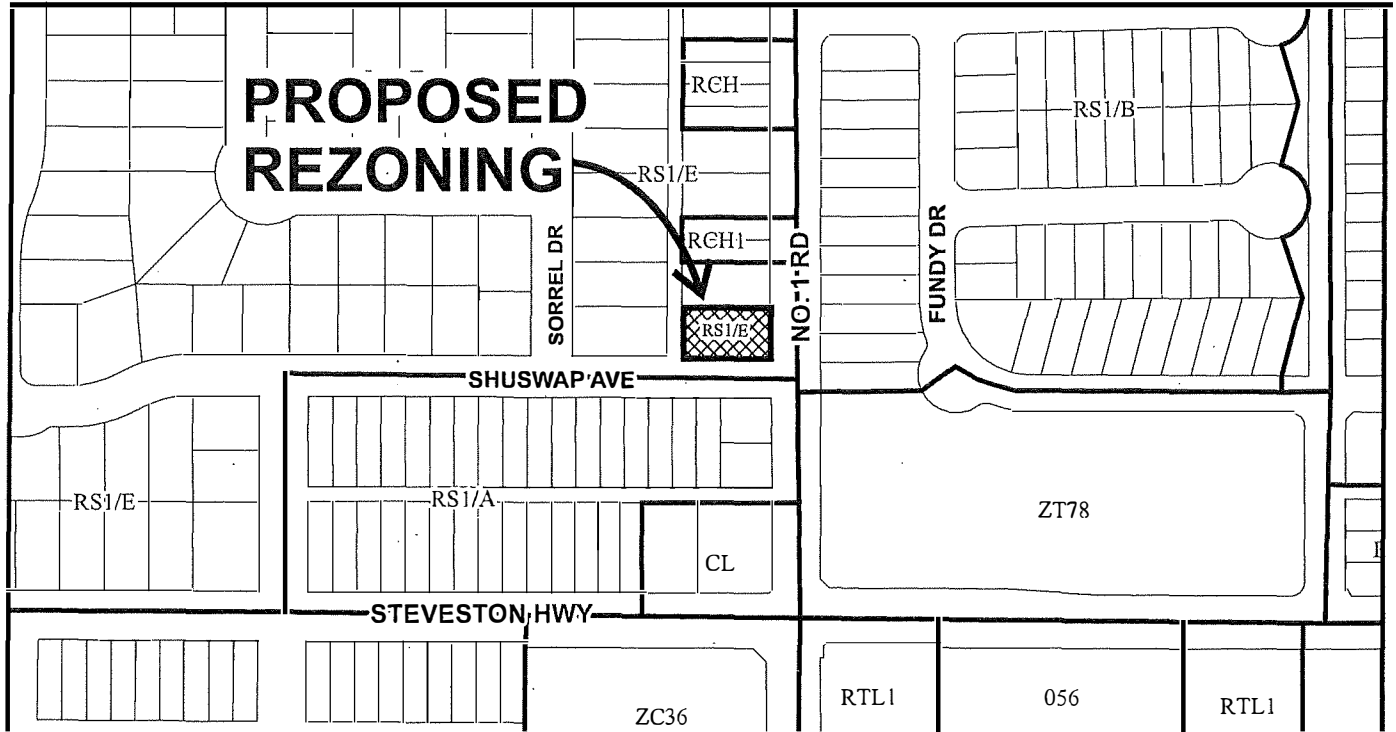 PROPOSED
REZONING
RCH
RS1/B
RS1/E
RCH1
SORREL DR
NO. 1 RD
FUNDY DR
RS1/E
SHUSWAP AVE
RS1/E
RS1/A
ZT78
CL
STEVESTON HWY
RTL1
056
RTL1
ZC36